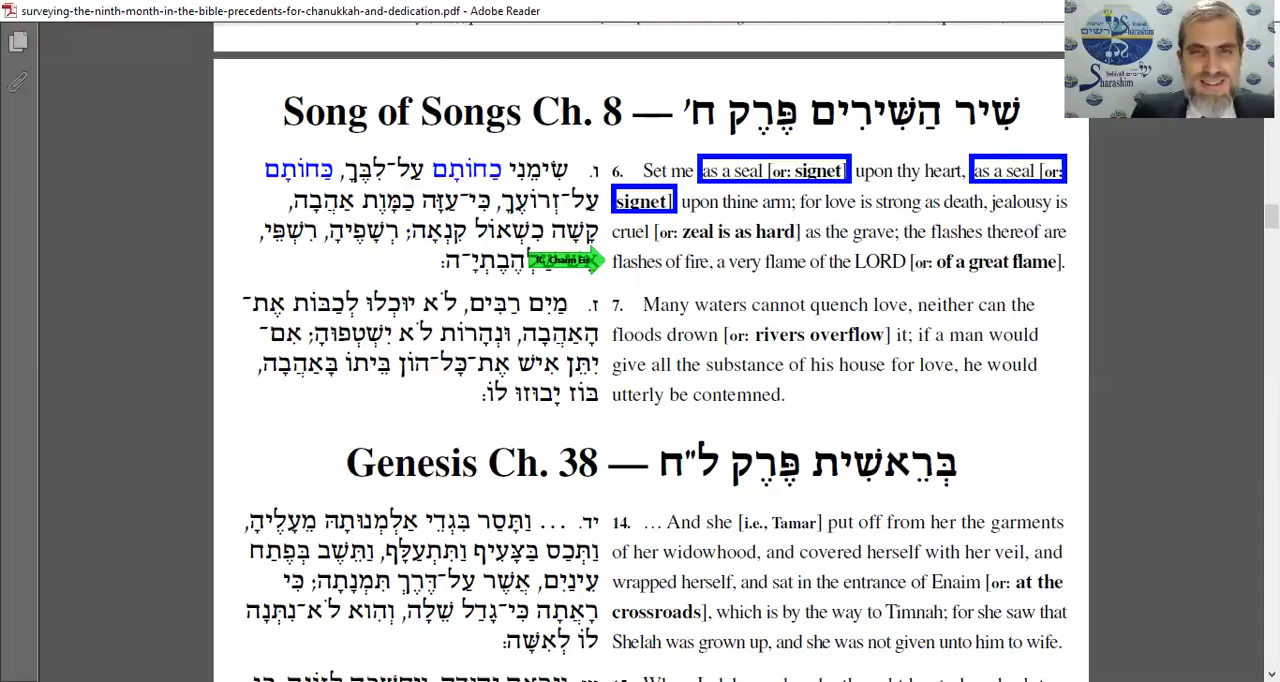 surveying-the-ninth-month-in-the-bible-precedents-for-chanukkah-and-dedication.pdf - Adobe Reader
Song of Songs Ch. 8 — שִׁיר הַשִּׁירִים פֶּרֶק ח׳
ו. שִׂימֵנִי כַחוֹתָם עַל־לִבֶּךָ, כַּחוֹתָם
עַל־זְרוֹעֶךָ, כִּי־עַזָּה כַמָּוֶת אַהֲבָה,
קָשָׁה כִשְׁאוֹל קִנְאָה; רְשָׁפֶיהָ, רִשְׁפֵּי,
R. Chaim
6. Set me as a seal [or: signet] upon thy heart, as a seal [or:
signet] upon thine arm; for love is strong as death, jealousy is
cruel [or: zeal is as hard] as the grave; the flashes thereof are
flashes of fire, a very flame of the LORD [or: of a great flame].
ז. מַיִם רַבִּים, לֹא יוּכְלוּ לְכַבּוֹת אֶת־
הָאַהֲבָה, וּנְהָרוֹת לֹא יִשְׁטְפוּהָ; אִם־
יִתֵּן אִישׁ אֶת־כָּל־הוֹן בֵּיתוֹ בָּאַהֲבָה,
בּוֹז יָבוּזוּ לוֹ:
7. Many waters cannot quench love, neither can the
floods drown [or: rivers overflow] it; if a man would
give all the substance of his house for love, he would
utterly be contemned.
Genesis Ch. 38 — בְּרֵאשִׁית פֶּרֶק ל״ח
יד. ... וַתָּסַר בִּגְדֵי אַלְמְנוּתָהּ מֵעָלֶיהָ,
וַתְּכַס בַּצָּעִיף וַתִּתְעַלָּף, וַתֵּשֶׁב בְּפֶתַח
עֵינַיִם, אֲשֶׁר עַל־דֶּרֶךְ תִּמְנָתָה; כִּי
רָאֲתָה כִּי־גָדַל שֵׁלָה, וְהִוא לֹא־נִתְּנָה
לוֹ לְאִשָּׁה:
14. ... And she [i.e., Tamar] put off from her the garments
of her widowhood, and covered herself with her veil, and
wrapped herself, and sat in the entrance of Enaim [or: at the
crossroads], which is by the way to Timnah; for she saw that
Shelah was grown up, and she was not given unto him to wife.